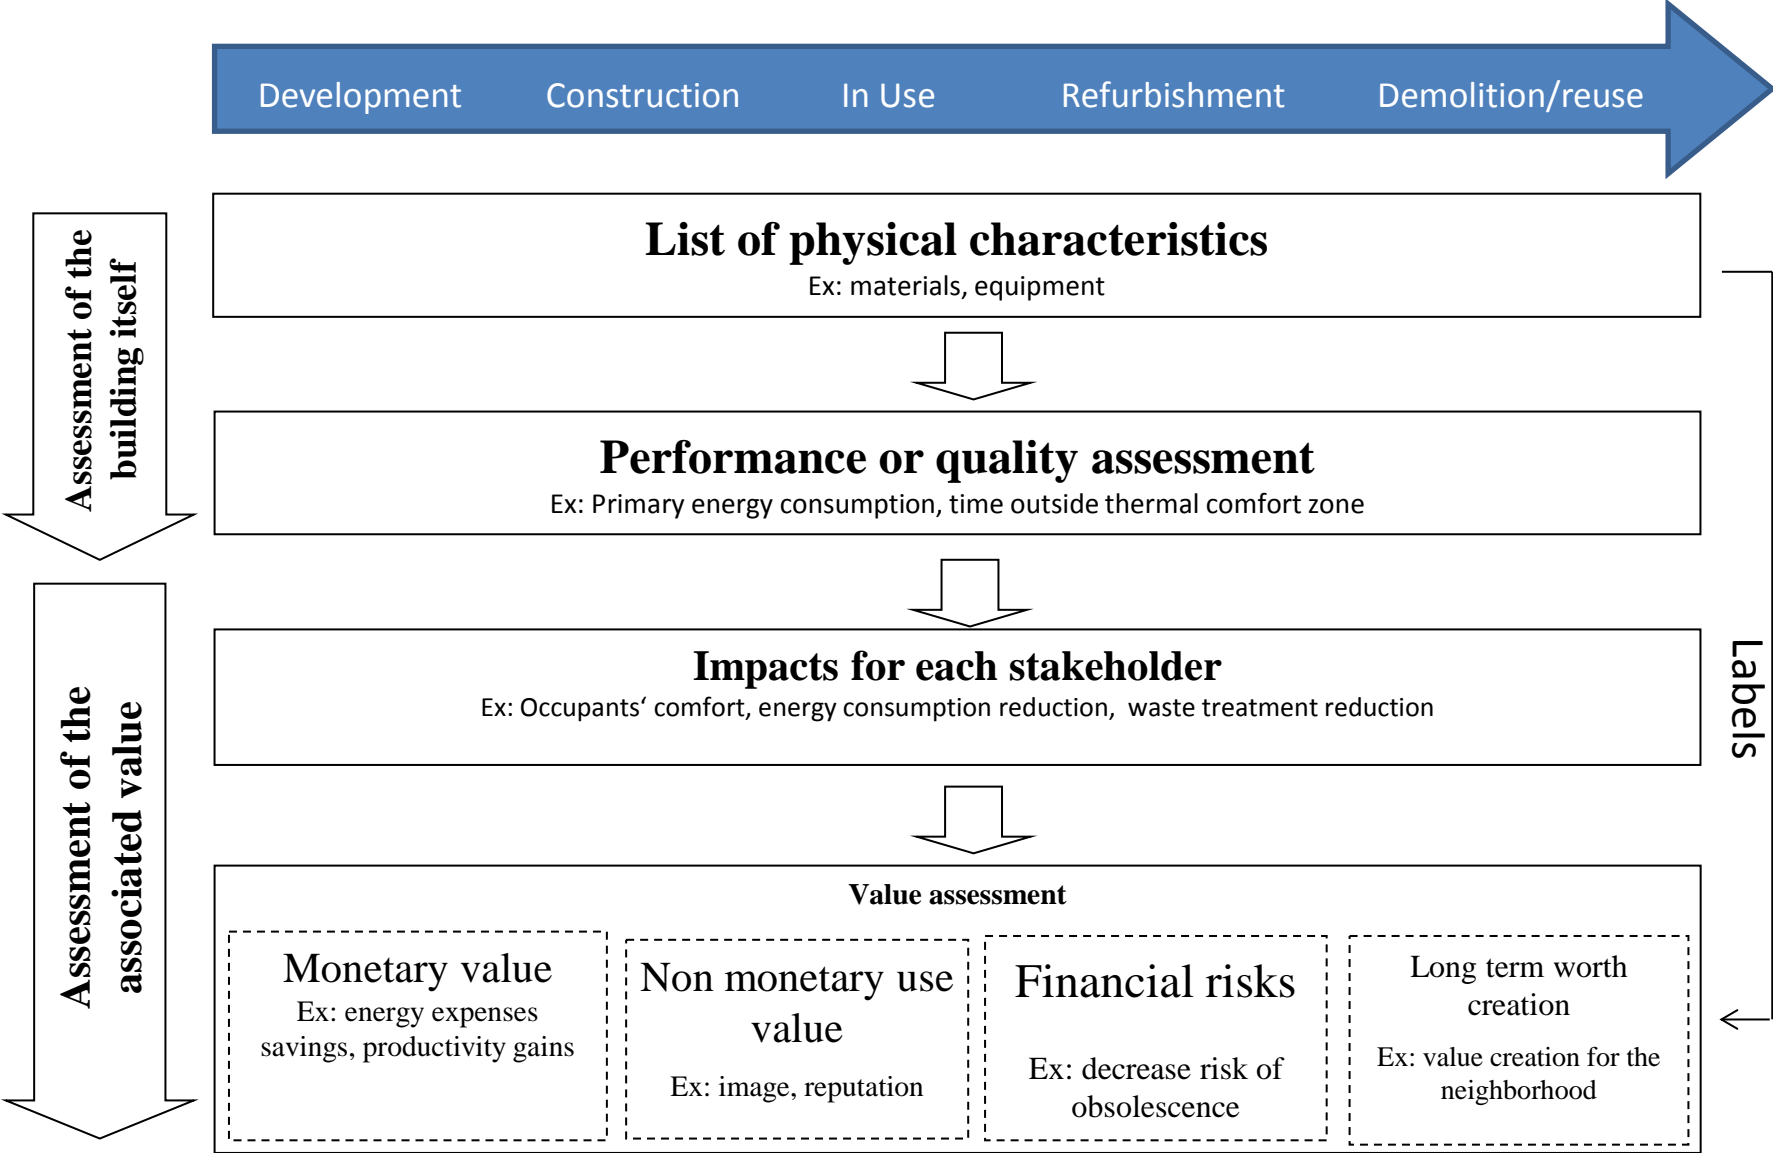 Development Construction In Use Refurbishment Demolition/reuse
Assessment of the
building itself
List of physical characteristics
Ex: materials, equipment
Performance or quality assessment
Ex: Primary energy consumption, time outside thermal comfort zone
Assessment of the
associated value
Impacts for each stakeholder
Ex: Occupants‘ comfort, energy consumption reduction, waste treatment reduction
Labels
Value assessment
Monetary value
Ex: energy expenses
savings, productivity gains
Non monetary use
value
Ex: image, reputation
Financial risks
Ex: decrease risk of
obsolescence
Long term worth
creation
Ex: value creation for the
neighborhood